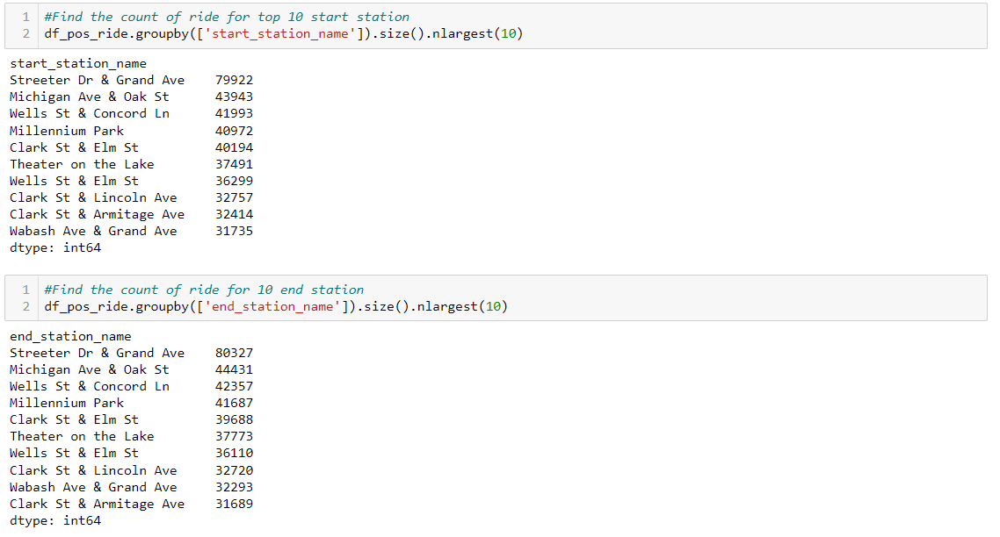 1 #Find the count of ride for top 10 start station
2 df_pos_ride.groupby(['start_station_name']).size().nlargest(10)
start_station_name
Streeter Dr & Grand Ave    79922
Michigan Ave & Oak St      43943
Wells St & Concord Ln      41993
Millennium Park            40972
Clark St & Elm St          40194
Theater on the Lake        37491
Wells St & Elm St          36299
Clark St & Lincoln Ave     32757
Clark St & Armitage Ave    32414
Wabash Ave & Grand Ave     31735
dtype: int64
1 #Find the count of ride for 10 end station
2 df_pos_ride.groupby(['end_station_name']).size().nlargest(10)
end_station_name
Streeter Dr & Grand Ave    80327
Michigan Ave & Oak St      44431
Wells St & Concord Ln      42357
Millennium Park            41687
Clark St & Elm St          39688
Theater on the Lake        37773
Wells St & Elm St          36110
Clark St & Lincoln Ave     32720
Wabash Ave & Grand Ave     32293
Clark St & Armitage Ave    31689
dtype: int64